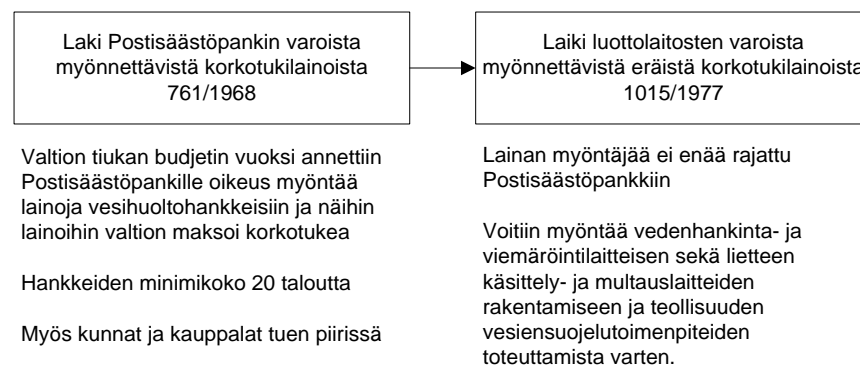 Laki Postisäästöpankin varoista
myönnettävistä korkotukilainoista
761/1968
Laiki luottolaitosten varoista
myönnettävistä eräistä korkotukilainoista
1015/1977
Valtion tiukan budjetin vuoksi annettiin
Postisäästöpankille oikeus myöntää
lainoja vesihuoltohankkeisiin ja näihin
lainoihin valtion maksoi korkotukea
Hankkeiden minimikoko 20 taloutta
Myös kunnat ja kauppalat tuen piirissä
Lainan myöntäjää ei enää rajattu
Postisäästöpankkiin
Voitiin myöntää vedenhankinta- ja
viemäröintilaitteisen sekä lietteen
käsittely- ja multauslaitteiden
rakentamiseen ja teollisuuden
vesiensuojelutoimenpiteiden
toteuttamista varten.